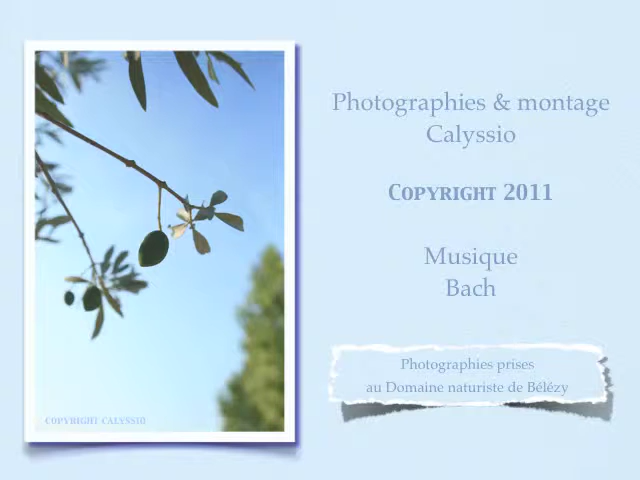 Photographies & montage
Calyssio
Copyright 2011
Musique
Bach
Photographies prises
au Domaine naturiste de Bélézy
COPYRIGHT CALYSSIO